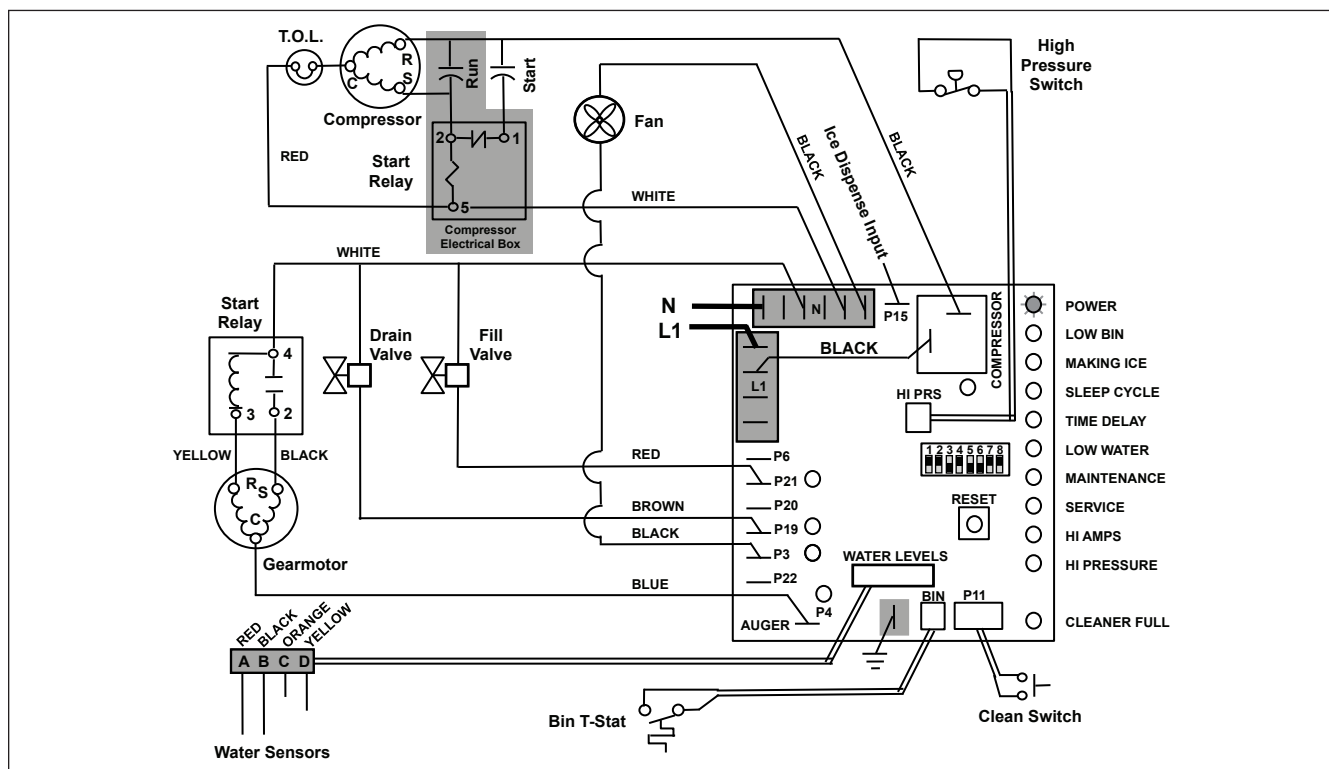 T.O.L.
R
C
S
Compressor
Run
Start
RED
2
1
Start
Relay
5
Compressor
Electrical Box
Fan
BLACK
BLACK
Ice Dispense Input
High
Pressure
Switch
WHITE
WHITE
Start
Relay
4
3
2
YELLOW
BLACK
R
S
C
Gearmotor
Drain
Valve
Fill
Valve
N
L1
N
P15
BLACK
L1
COMPRESSOR
HI PRS
1 2 3 4 5 6 7 8
RESET
POWER
LOW BIN
MAKING ICE
SLEEP CYCLE
TIME DELAY
LOW WATER
MAINTENANCE
SERVICE
HI AMPS
HI PRESSURE
CLEANER FULL
RED
P6
P21
P20
BROWN
P19
BLACK
P3
P22
BLUE
P4
AUGER
WATER LEVELS
BIN
P11
RED
BLACK
ORANGE
YELLOW
A B C D
Water Sensors
Bin T-Stat
Clean Switch